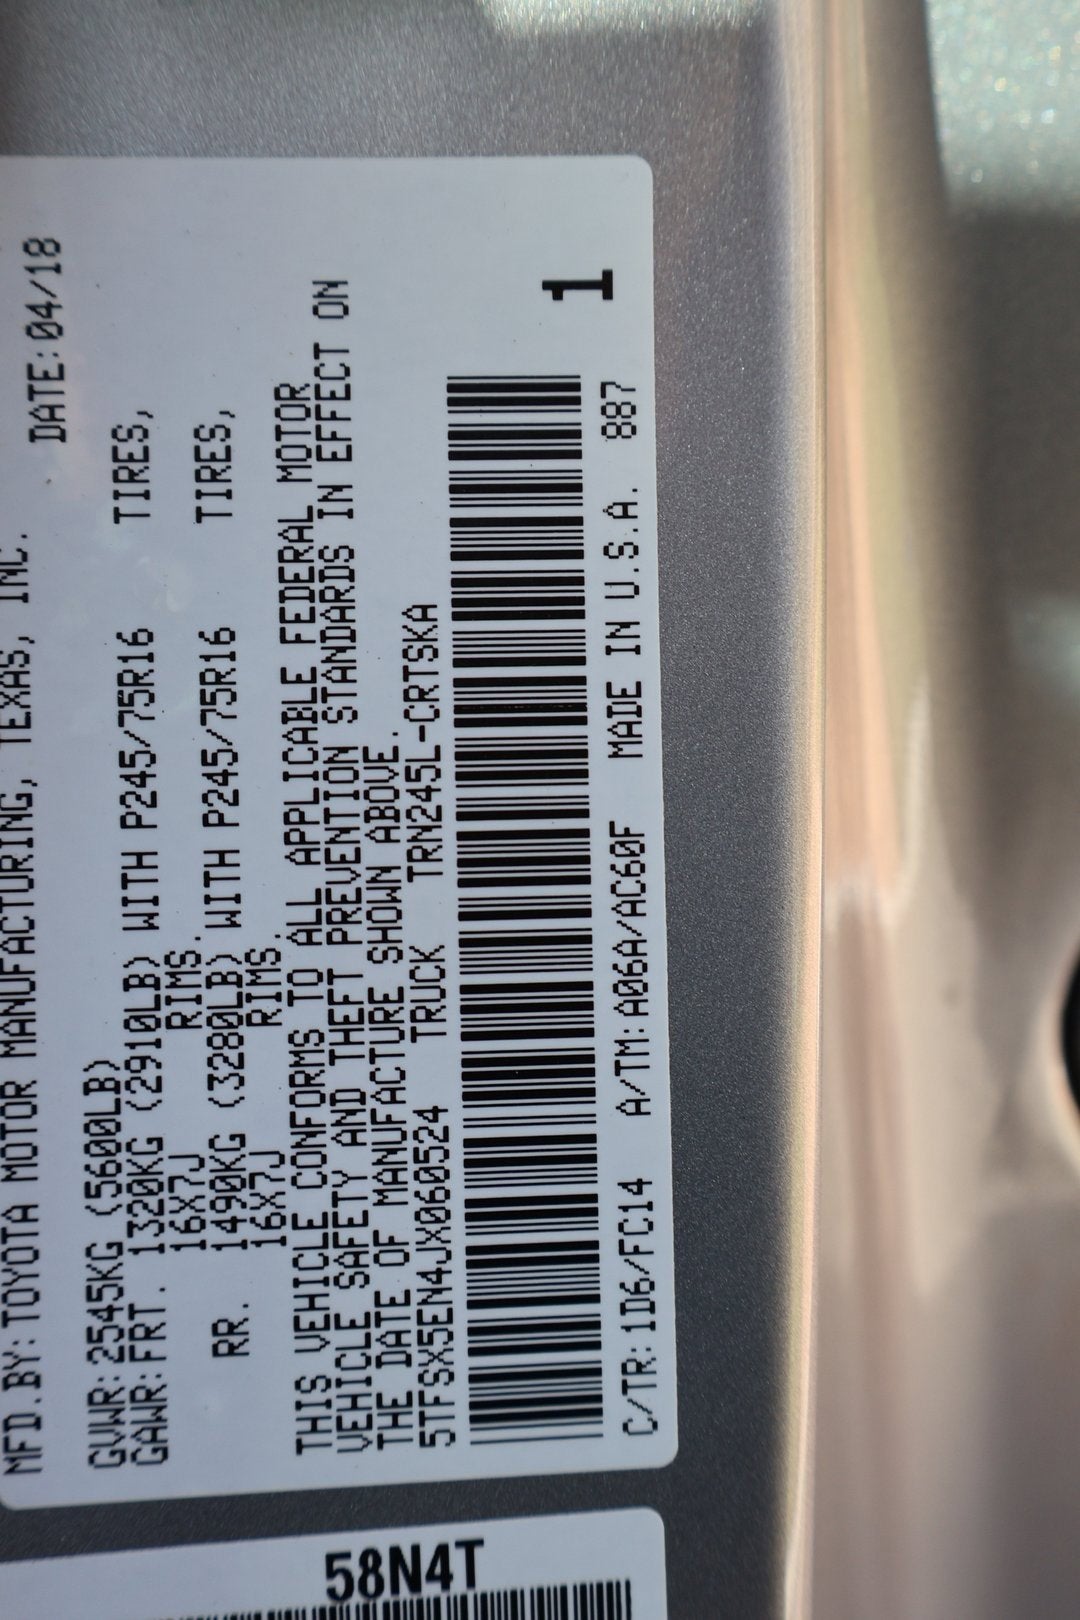 MFD.BY: TOYOTA MOTOR MANUFACTURING, TEXAS, INC.
DATE: 04/18
GVWR: 2545KG (5600LB)
GAWR: FRT. 1320KG (2910LB) WITH P245/75R16 TIRES,
16X7J RIMS.
RR. 1490KG (3280LB) WITH P245/75R16 TIRES,
16X7J RIMS.
THIS VEHICLE CONFORMS TO ALL APPLICABLE FEDERAL MOTOR
VEHICLE SAFETY AND THEFT PREVENTION STANDARDS IN EFFECT ON
THE DATE OF MANUFACTURE SHOWN ABOVE.
5TFSX5EN4JX060524 TRUCK TRN245L-CRTSKA
1
C/TR: 1D6/FC14 A/TM: A06A/AC60F MADE IN U.S.A. 887
58N4T